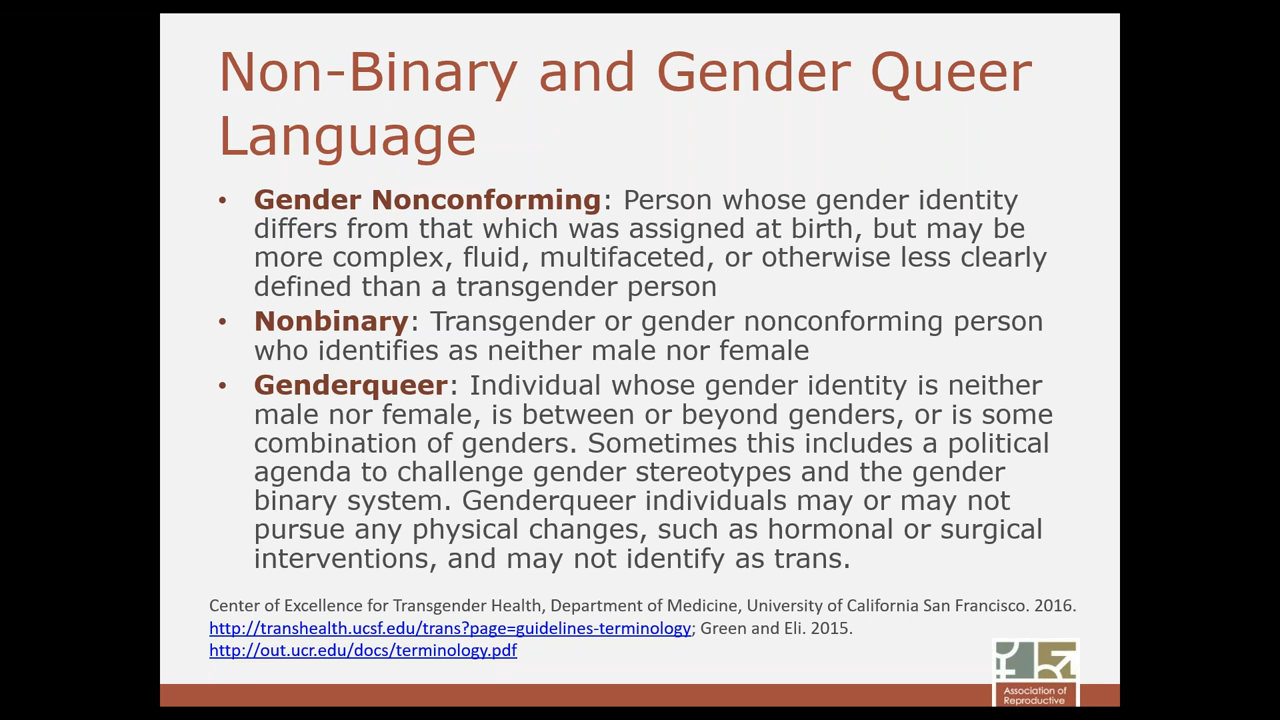 Non-Binary and Gender Queer
Language
• Gender Nonconforming: Person whose gender identity
differs from that which was assigned at birth, but may be
more complex, fluid, multifaceted, or otherwise less clearly
defined than a transgender person
• Nonbinary: Transgender or gender nonconforming person
who identifies as neither male nor female
• Genderqueer: Individual whose gender identity is neither
male nor female, is between or beyond genders, or is some
combination of genders. Sometimes this includes a political
agenda to challenge gender stereotypes and the gender
binary system. Genderqueer individuals may or may not
pursue any physical changes, such as hormonal or surgical
interventions, and may not identify as trans.
Center of Excellence for Transgender Health, Department of Medicine, University of California San Francisco. 2016.
http://transhealth.ucsf.edu/trans?page=guidelines-terminology; Green and Eli. 2015.
http://out.ucr.edu/docs/terminology.pdf
Association of
Reproductive